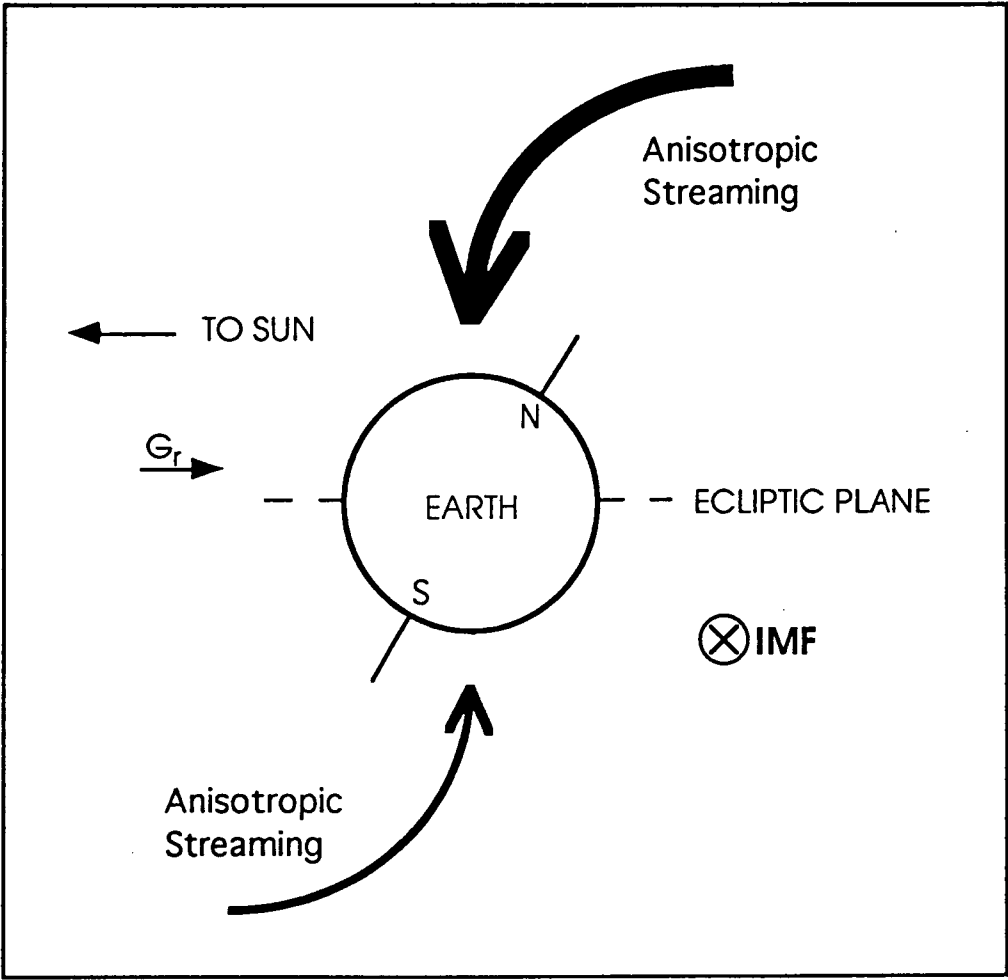 Anisotropic
Streaming
TO SUN
N
Gr
EARTH
ECLIPTIC PLANE
S
IMF
Anisotropic
Streaming